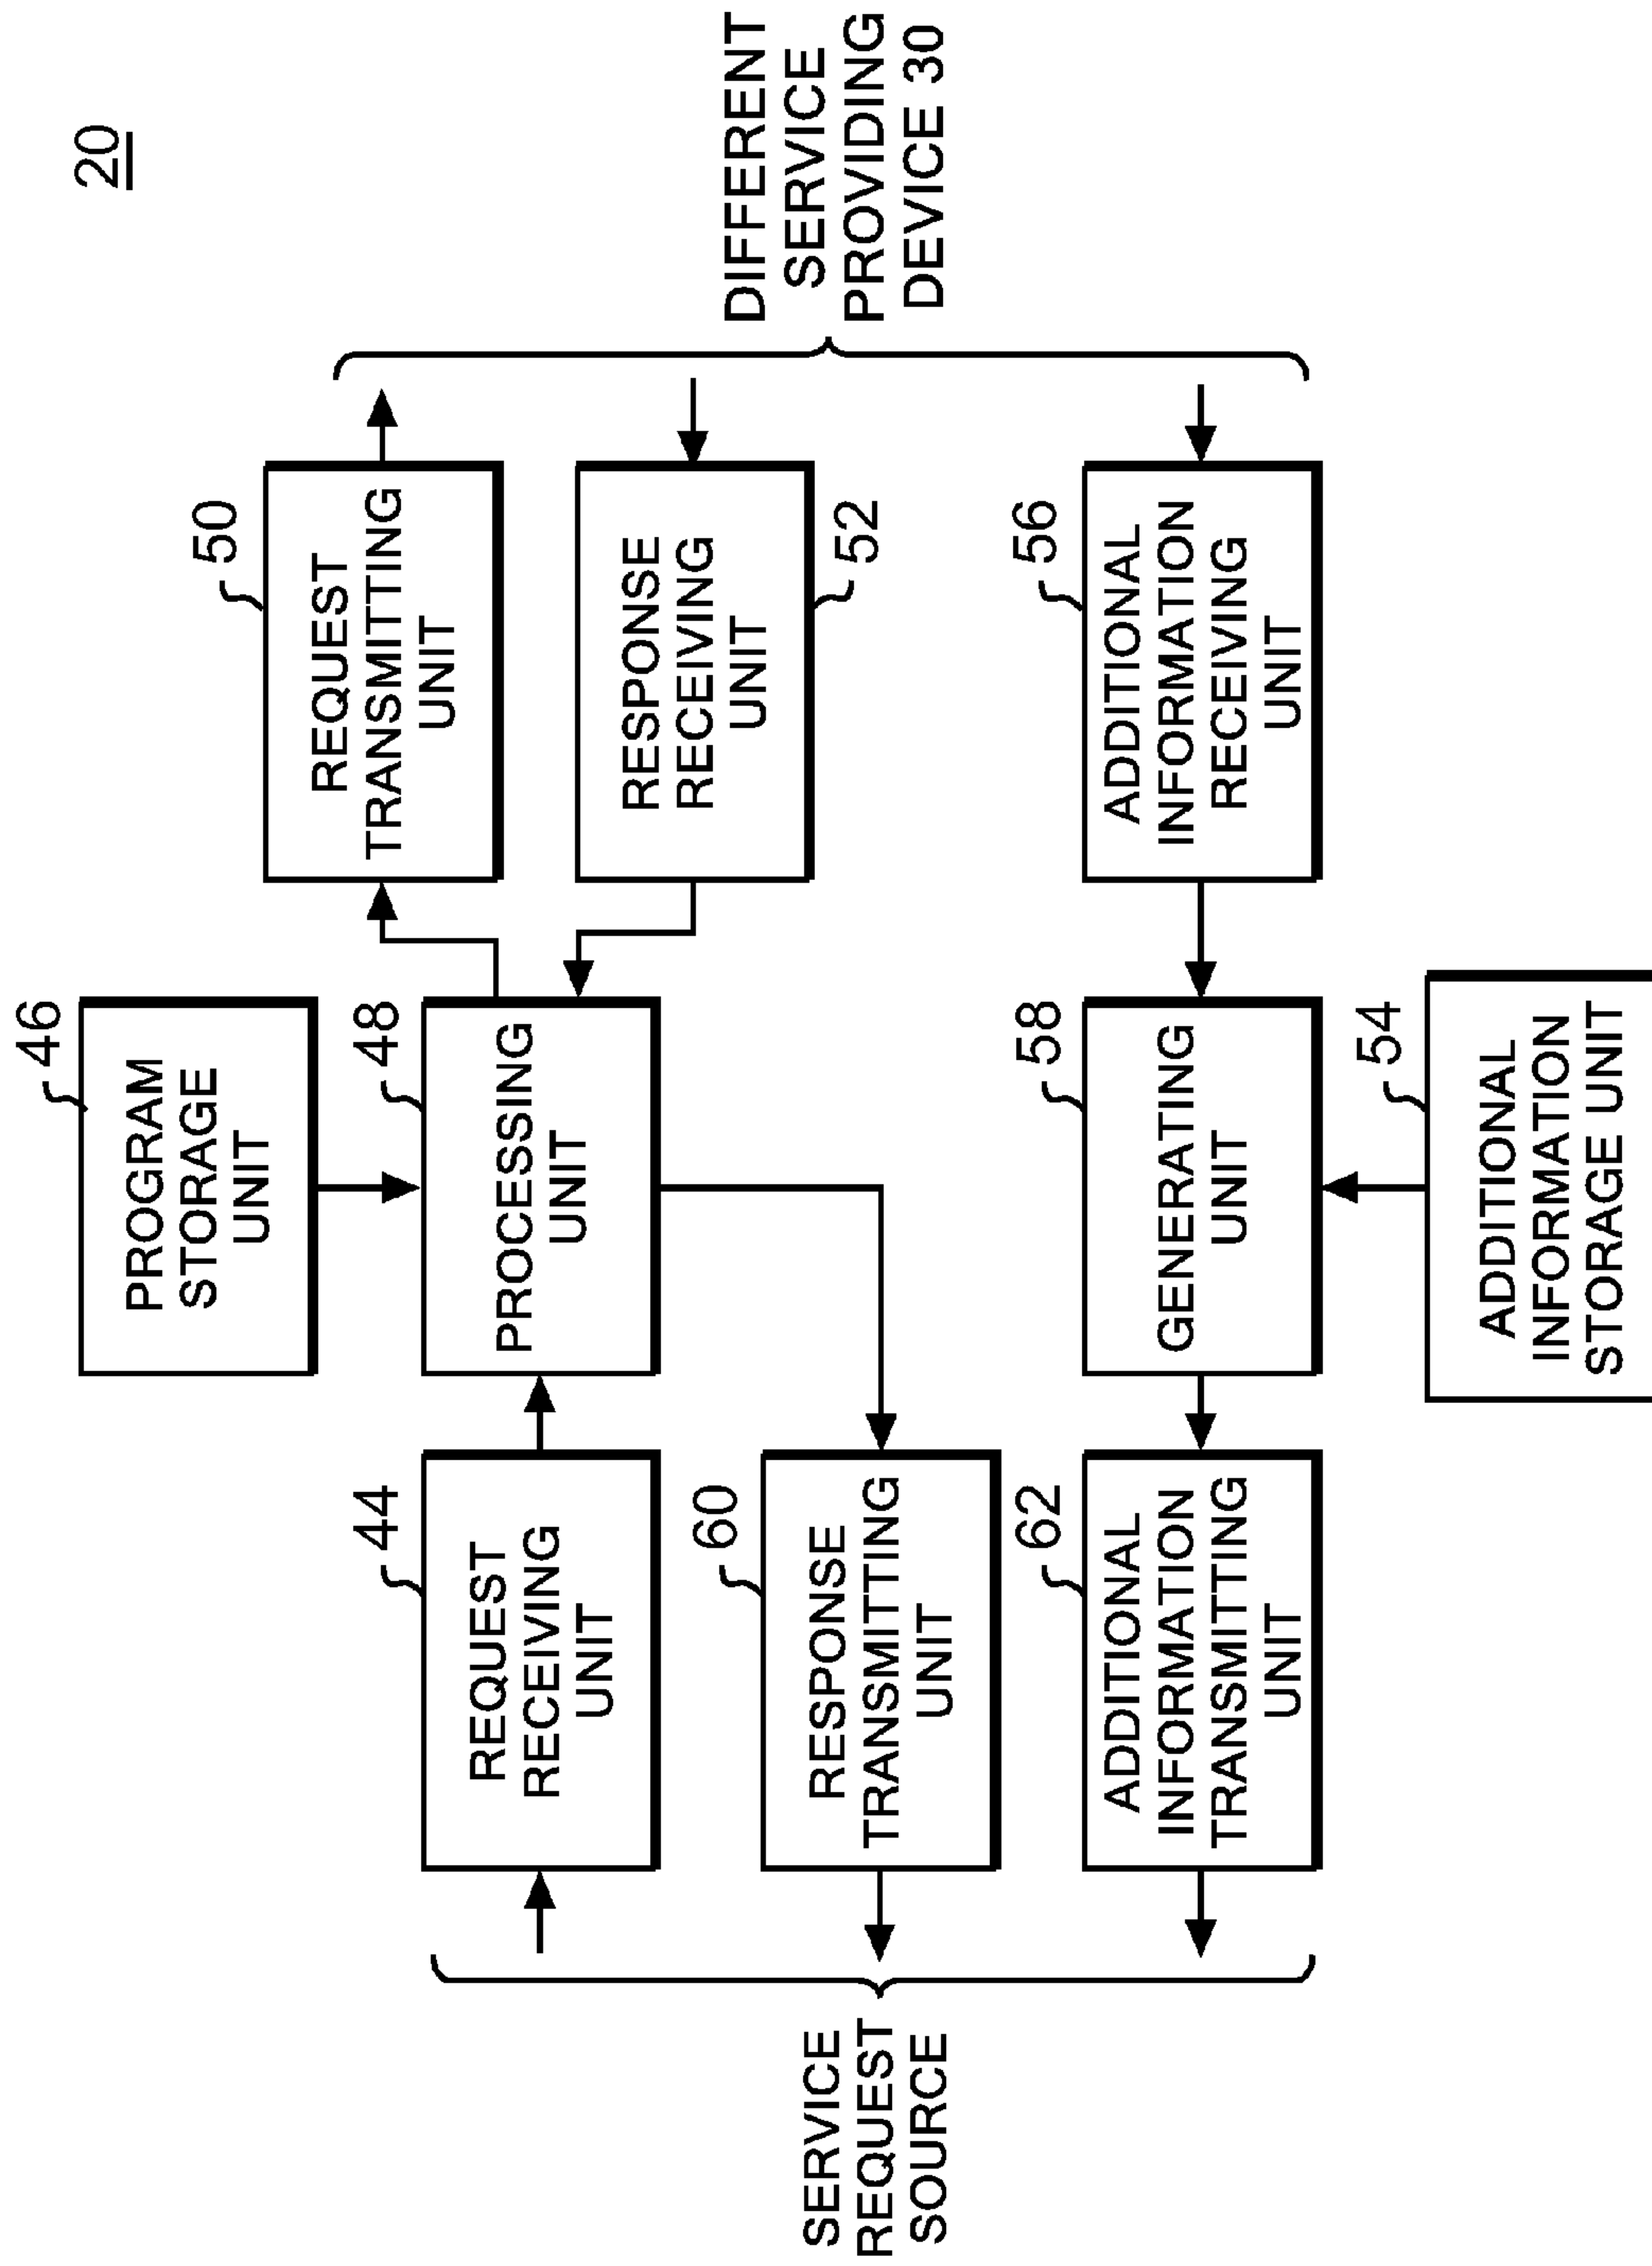 20
46
PROGRAM
STORAGE
UNIT
44
REQUEST
RECEIVING
UNIT
48
PROCESSING
UNIT
50
REQUEST
TRANSMITTING
UNIT
RESPONSE
RECEIVING
UNIT
52
60
RESPONSE
TRANSMITTING
UNIT
SERVICE
REQUEST
SOURCE
DIFFERENT
SERVICE
PROVIDING
DEVICE 30
62
ADDITIONAL
INFORMATION
TRANSMITTING
UNIT
58
GENERATING
UNIT
56
ADDITIONAL
INFORMATION
RECEIVING
UNIT
54
ADDITIONAL
INFORMATION
STORAGE UNIT